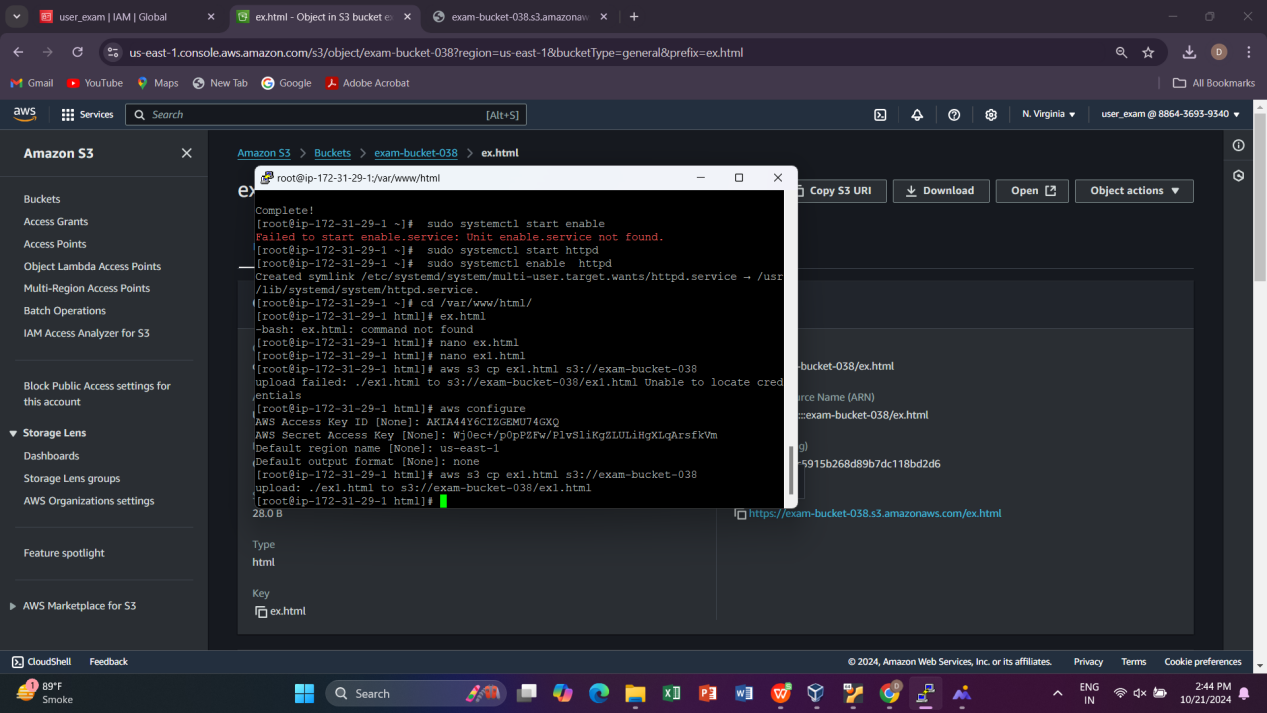 user_exam | IAM | Global
ex.html - Object in S3 bucket ex
exam-bucket-038.s3.amazonaw
us-east-1.console.aws.amazon.com/s3/object/exam-bucket-038?region=us-east-1&bucketType=general&prefix=ex.html
D
Gmail
YouTube
Maps
New Tab
Google
Adobe Acrobat
All Bookmarks
aws
Services
Search
[Alt+S]
N. Virginia
user_exam @ 8864-3693-9340
Amazon S3
Amazon S3 > Buckets > exam-bucket-038 > ex.html
Buckets
Access Grants
Access Points
Object Lambda Access Points
Multi-Region Access Points
Batch Operations
IAM Access Analyzer for S3
Block Public Access settings for
this account
Storage Lens
Dashboards
Storage Lens groups
AWS Organizations settings
Feature spotlight
AWS Marketplace for S3
Copy S3 URI
Download
Open
Object actions
root@ip-172-31-29-1:/var/www/html
Complete!
[root@ip-172-31-29-1 ~]#  sudo systemctl start enable
Failed to start enable.service: Unit enable.service not found.
[root@ip-172-31-29-1 ~]#  sudo systemctl start httpd
[root@ip-172-31-29-1 ~]#  sudo systemctl enable  httpd
Created symlink /etc/systemd/system/multi-user.target.wants/httpd.service → /usr
/lib/systemd/system/httpd.service.
[root@ip-172-31-29-1 ~]# cd /var/www/html/
[root@ip-172-31-29-1 html]# ex.html
-bash: ex.html: command not found
[root@ip-172-31-29-1 html]# nano ex.html
[root@ip-172-31-29-1 html]# nano ex1.html
[root@ip-172-31-29-1 html]# aws s3 cp ex1.html s3://exam-bucket-038
upload failed: ./ex1.html to s3://exam-bucket-038/ex1.html Unable to locate cred
entials
[root@ip-172-31-29-1 html]# aws configure
AWS Access Key ID [None]: AKIA44Y6CIZGEMU74GXQ
AWS Secret Access Key [None]: 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
Default region name [None]: us-east-1
Default output format [None]: none
[root@ip-172-31-29-1 html]# aws s3 cp ex1.html s3://exam-bucket-038
upload: ./ex1.html to s3://exam-bucket-038/ex1.html
[root@ip-172-31-29-1 html]#
-bucket-038/ex.html
urce Name (ARN)
:::exam-bucket-038/ex.html
g)
5915b268d89b7dc118bd2d6
https://exam-bucket-038.s3.amazonaws.com/ex.html
28.0 B
Type
html
Key
ex.html
CloudShell
Feedback
© 2024, Amazon Web Services, Inc. or its affiliates.
Privacy
Terms
Cookie preferences
1
89°F
Smoke
Search
ENG
IN
2:44 PM
10/21/2024